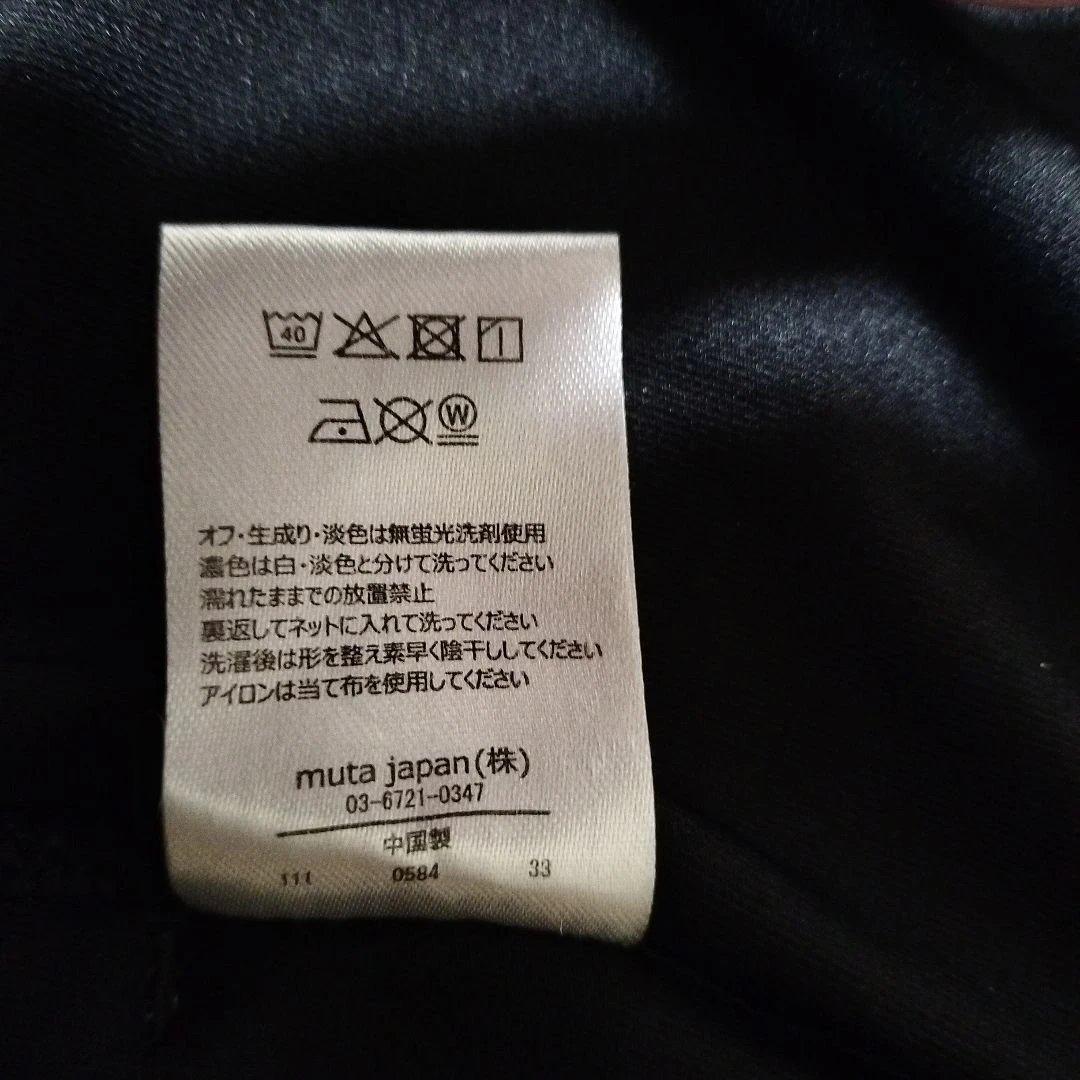 40
W
オフ・生成り・淡色は無蛍光洗剤使用
濃色は白・淡色と分けて洗ってください
濡れたままでの放置禁止
裏返してネットに入れて洗ってください
洗濯後は形を整え素早く陰干ししてください
アイロンは当て布を使用してください
muta japan(株)
03-6721-0347
中国製
0584 33